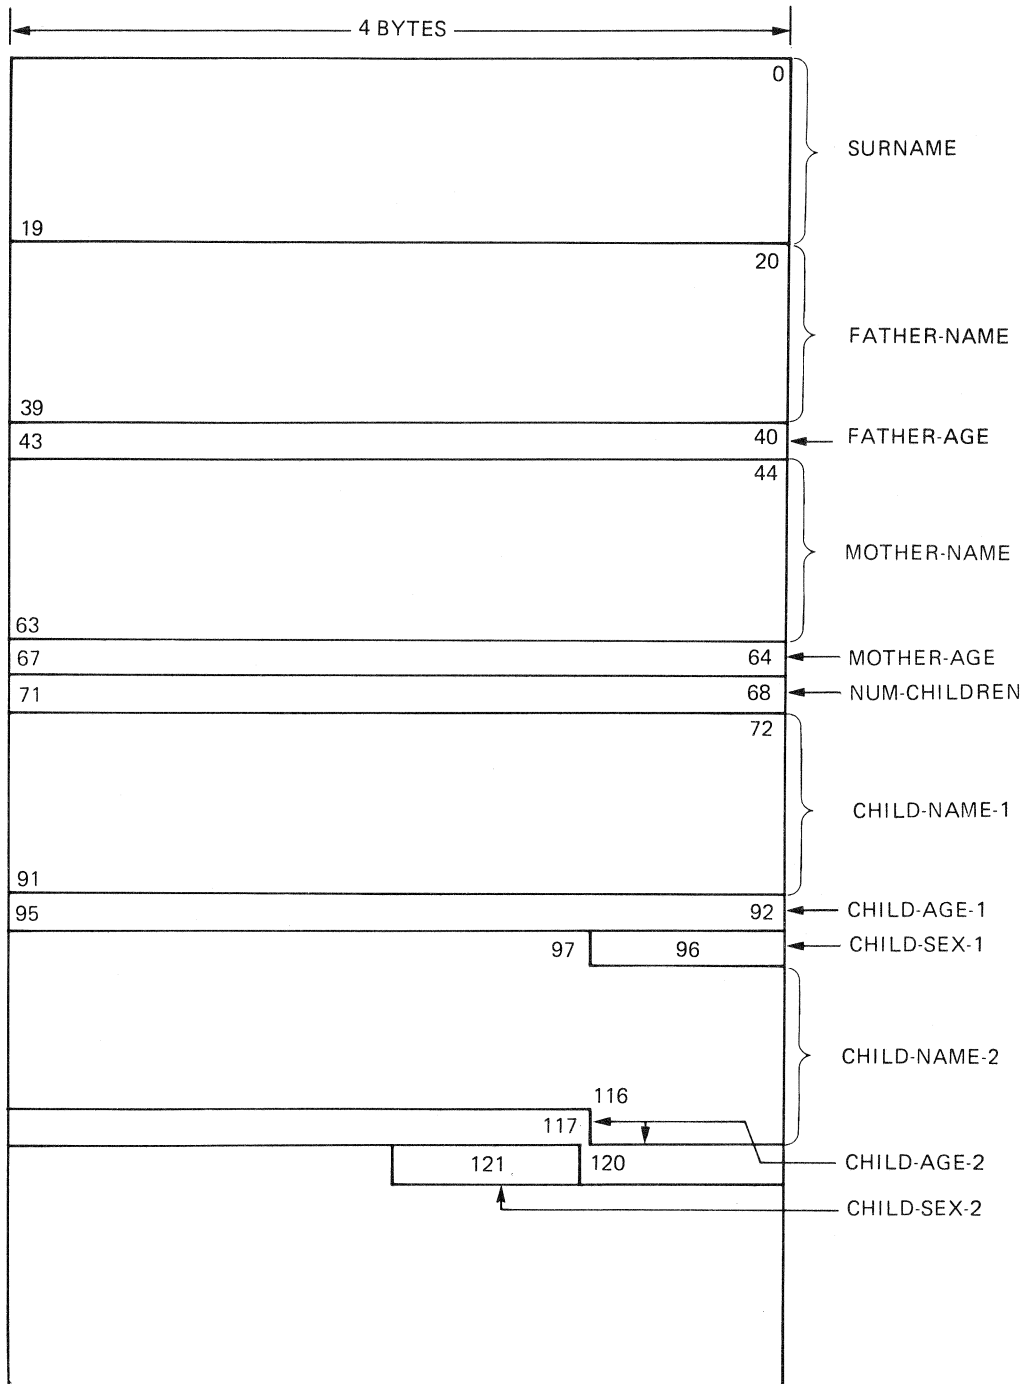 4 BYTES
0
SURNAME
19
20
FATHER-NAME
39
43 40 FATHER-AGE
44
MOTHER-NAME
63
67 64 MOTHER-AGE
71 68 NUM-CHILDREN
72
CHILD-NAME-1
91
95 92 CHILD-AGE-1
97 96 CHILD-SEX-1
CHILD-NAME-2
116
117
121 120 CHILD-AGE-2
CHILD-SEX-2